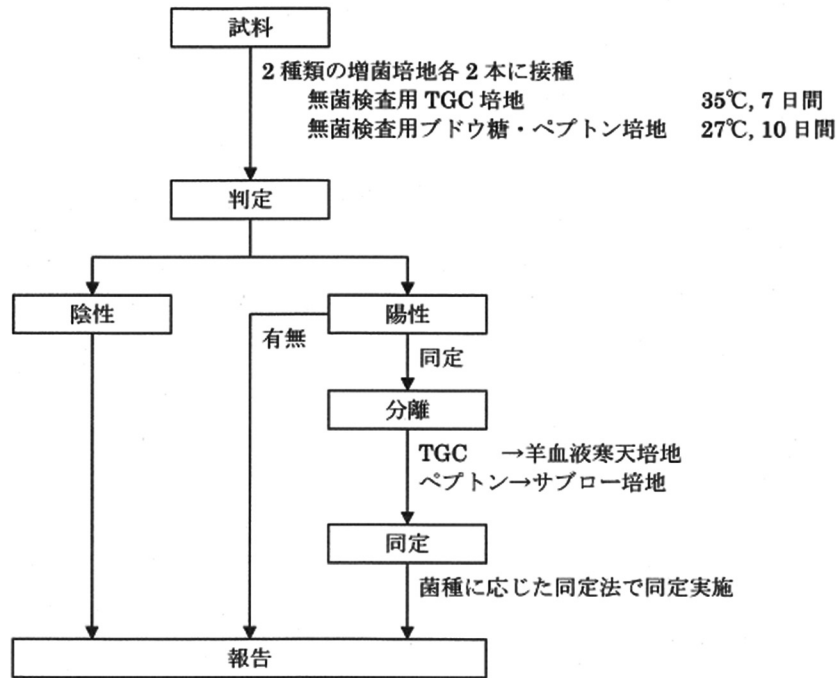 試料
2種類の増菌培地各2本に接種
無菌検査用TGC培地 35℃, 7日間
無菌検査用ブドウ糖・ペプトン培地 27℃, 10日間
判定
陰性
陽性
有無
同定
分離
TGC →羊血液寒天培地
ペプトン→サブロー培地
同定
菌種に応じた同定法で同定実施
報告